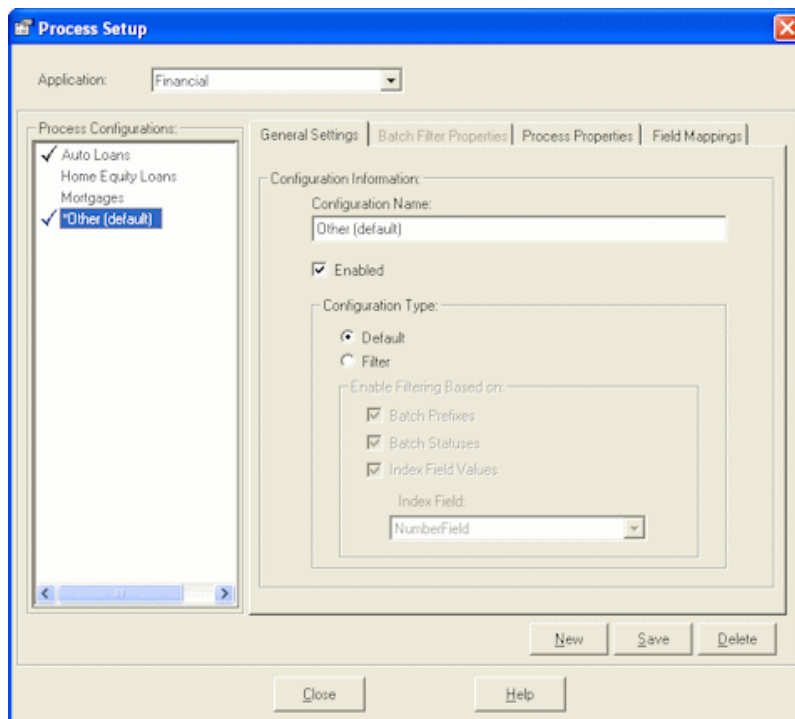 Process Setup
Application:
Financial
Process Configurations:
Auto Loans
Home Equity Loans
Mortgages
*Other (default)
General Settings
Batch Filter Properties
Process Properties
Field Mappings
Configuration Information:
Configuration Name:
Other (default)
Enabled
Configuration Type:
Default
Filter
Enable Filtering Based on:
Batch Prefixes
Batch Statuses
Index Field Values
Index Field:
NumberField
New
Save
Delete
Close
Help